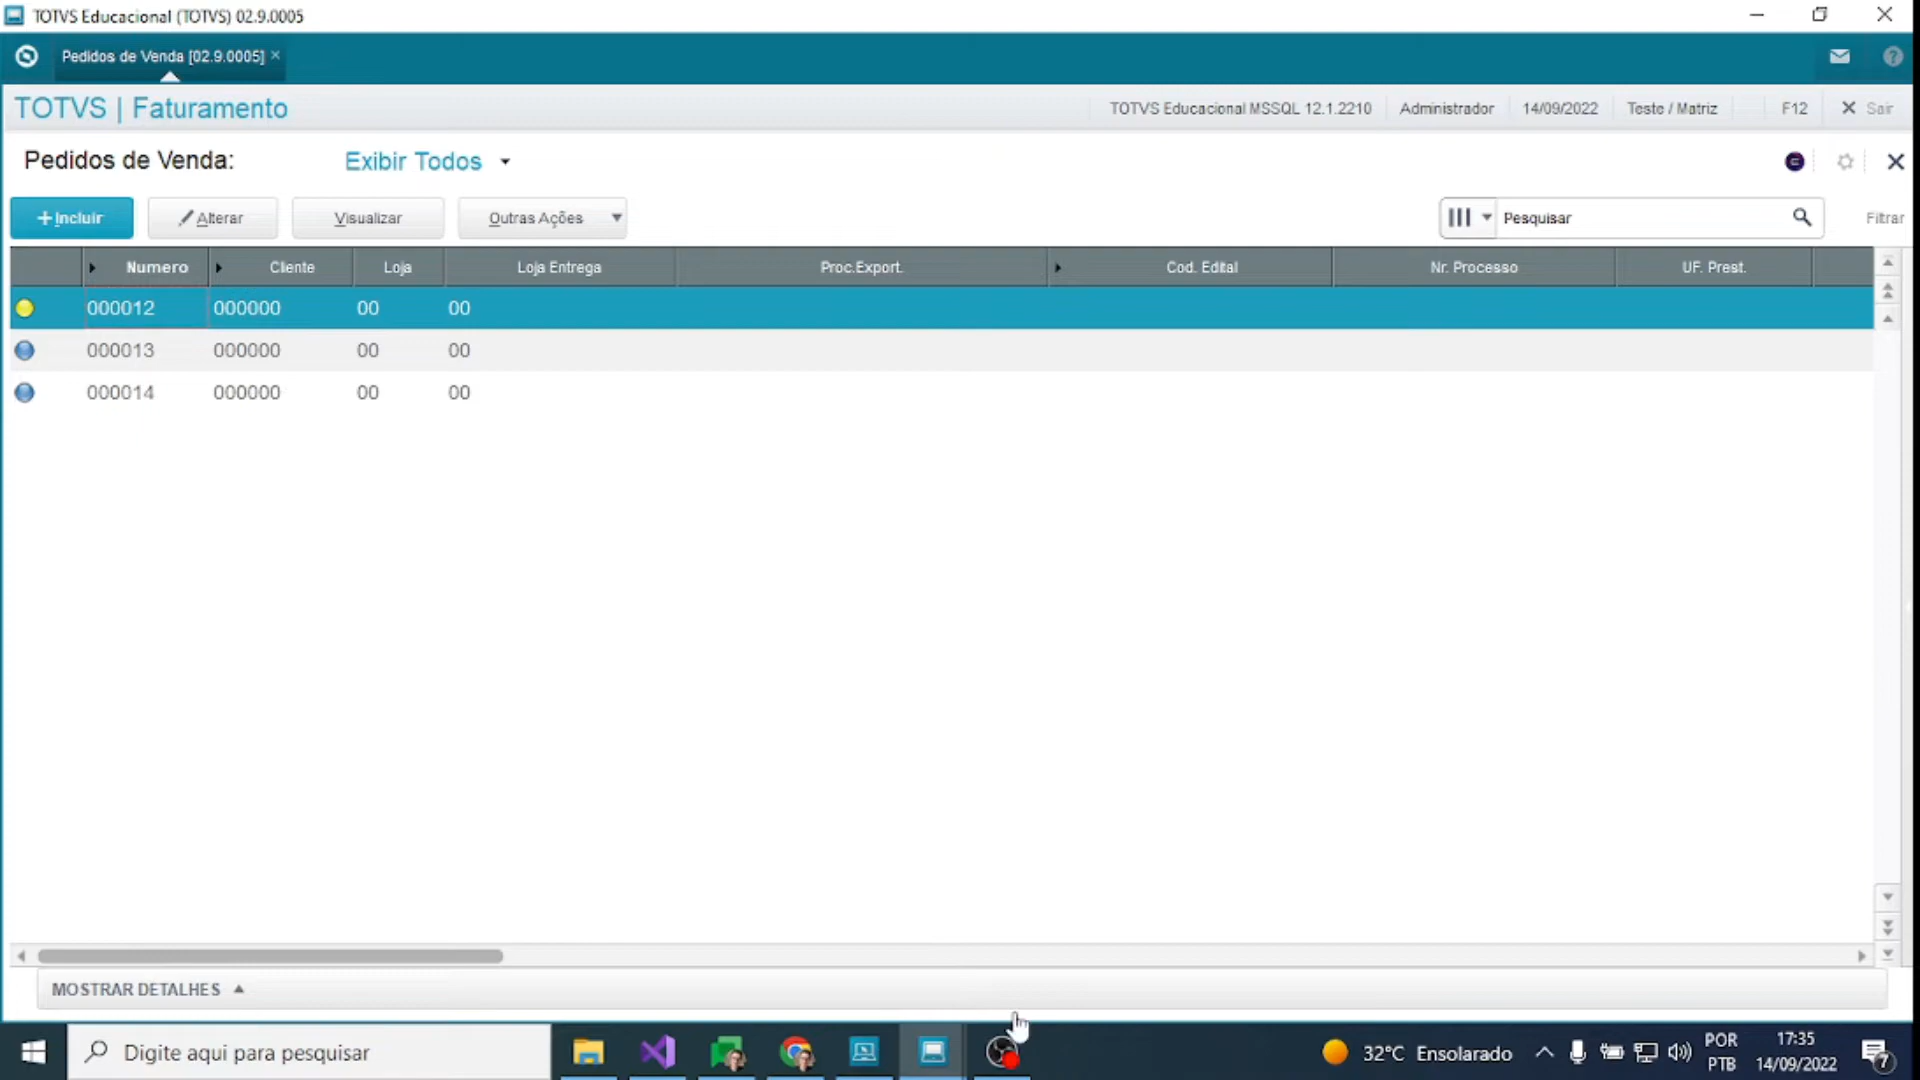 TOTVS Educacional (TOTVS) 02.9.0005
Pedidos de Venda [02.9.0005] ×
TOTVS | Faturamento
TOTVS Educacional MSSQL 12.1.2210 Administrador 14/09/2022 Teste / Matriz F12 Sair
Pedidos de Venda: Exibir Todos
+Incluir Alterar Visualizar Outras Ações Pesquisar Filtrar
Numero Cliente Loja Loja Entrega Proc.Export. Cod. Edital Nr. Processo UF. Prest.
000012 000000 00 00
000013 000000 00 00
000014 000000 00 00
MOSTRAR DETALHES
Digite aqui para pesquisar
32°C Ensolarado
POR
PTB
17:35
14/09/2022
7